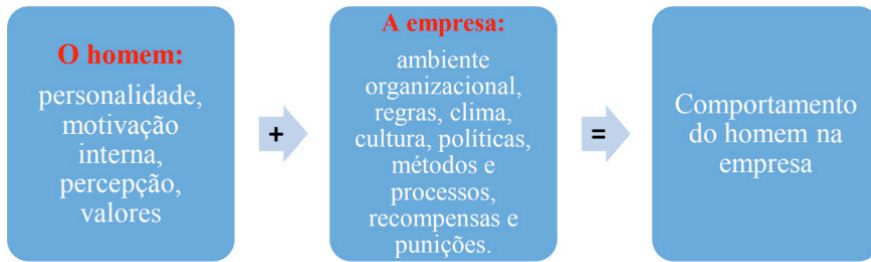 O homem:
personalidade,
motivação
interna,
percepção,
valores
+
A empresa:
ambiente
organizacional,
regras, clima,
cultura, políticas,
métodos e
processos,
recompensas e
punições.
=
Comportamento
do homem na
empresa